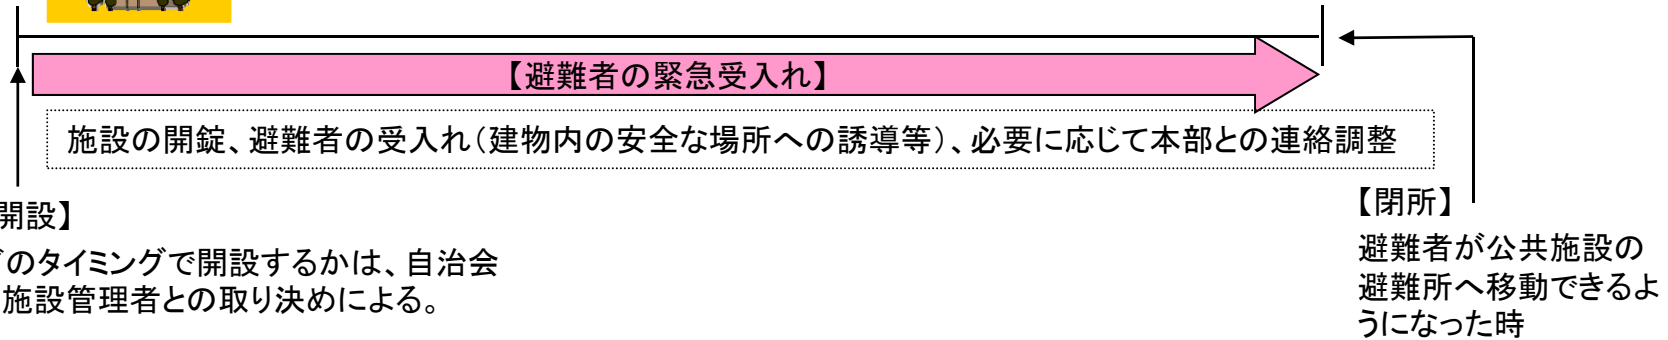 【避難者の緊急受入れ】
施設の開錠、避難者の受入れ（建物内の安全な場所への誘導等）、必要に応じて本部との連絡調整
開設】
のタイミングで開設するかは、自治会
施設管理者との取り決めによる。
【閉所】
避難者が公共施設の
避難所へ移動できるよ
うになった時